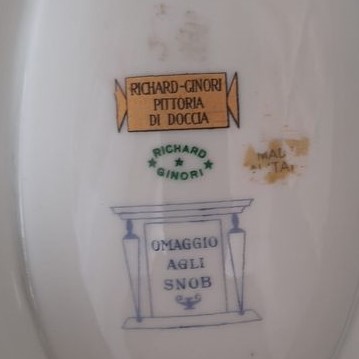 RICHARD-GINORI
PITTORIA
DI DOCCIA
RICHARD
GINORI
OMAGGIO
AGLI
SNOB